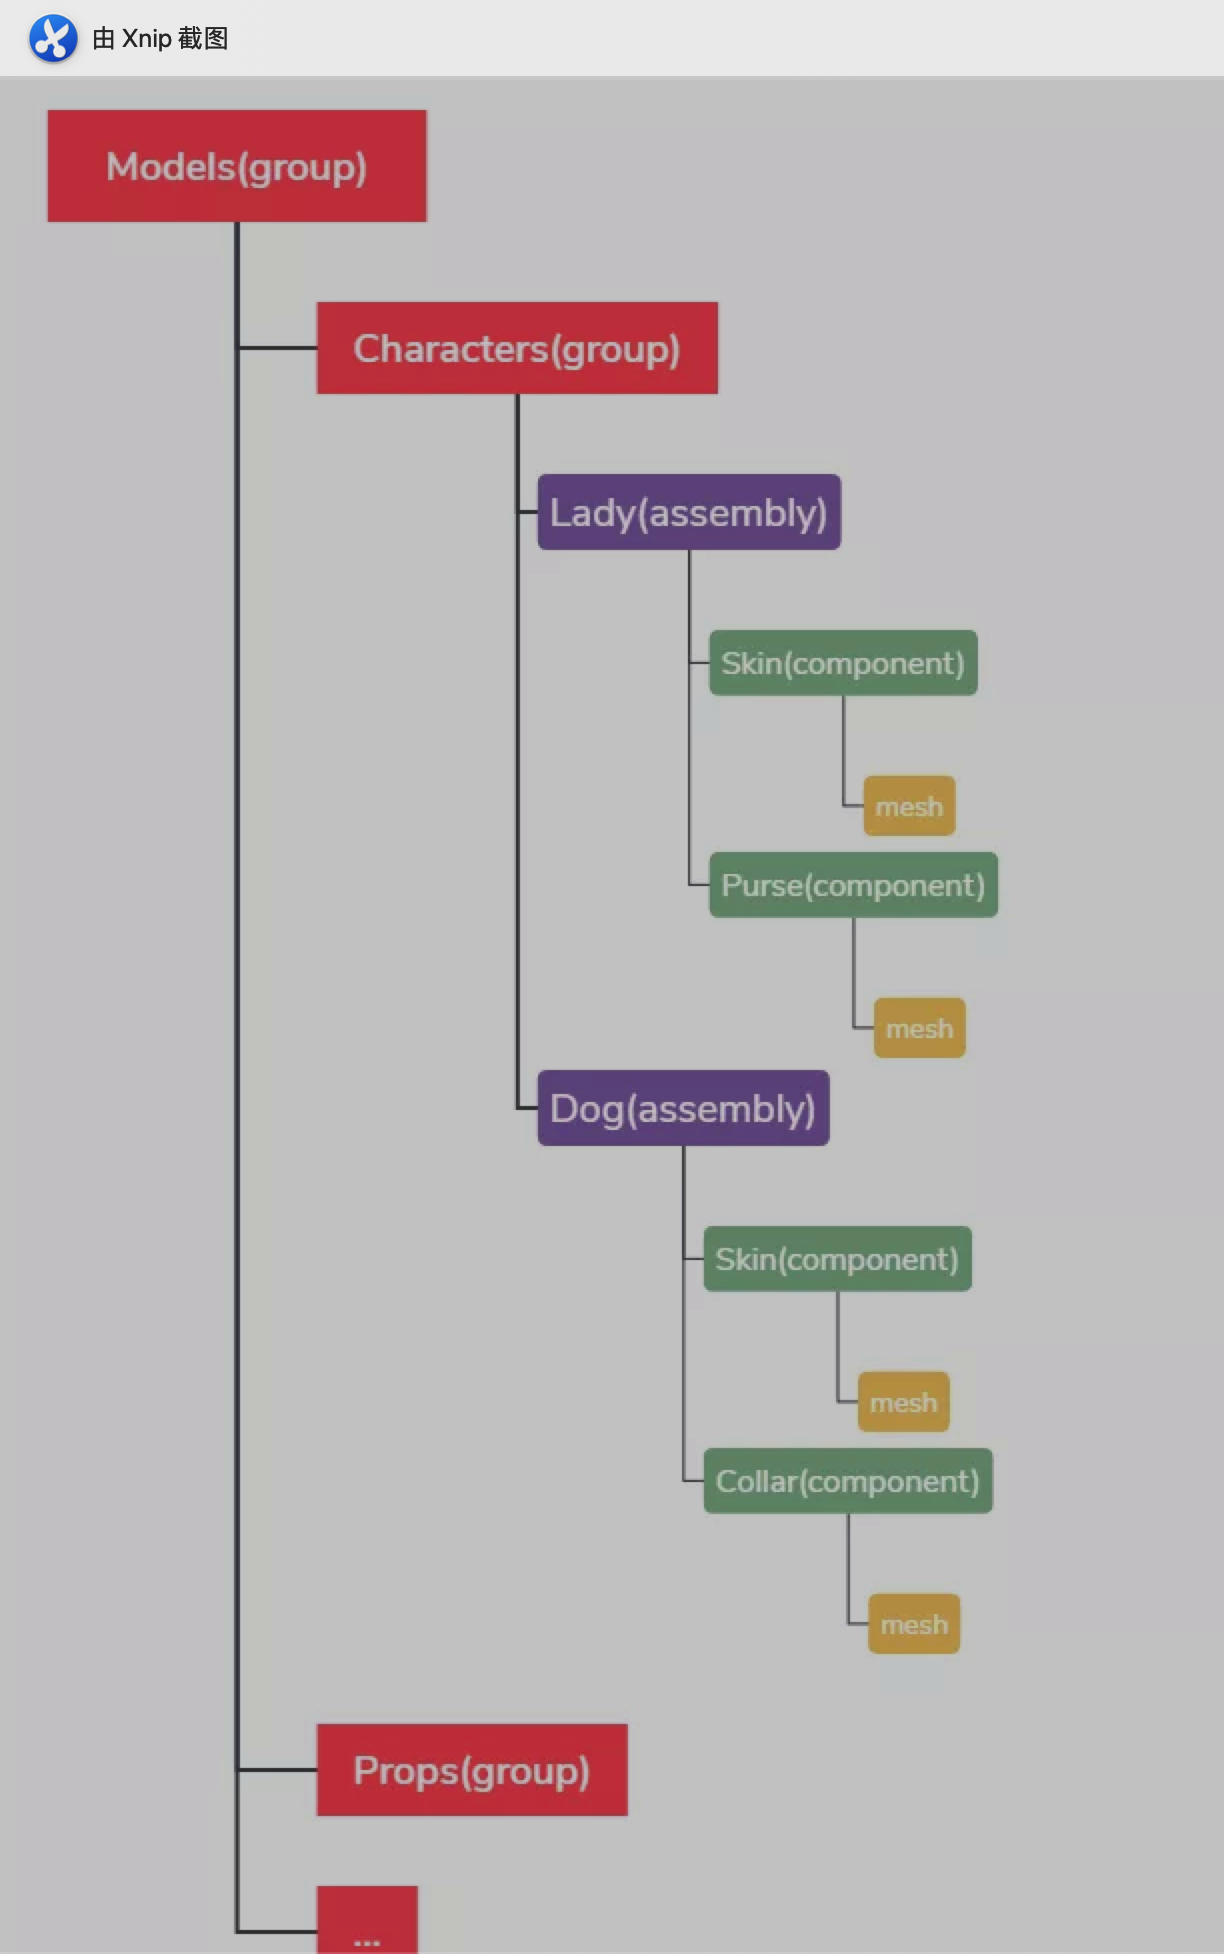 由 Xnip 截图
Models(group)
Characters(group)
Lady(assembly)
Skin(component)
mesh
Purse(component)
mesh
Dog(assembly)
Skin(component)
mesh
Collar(component)
mesh
Props(group)
...